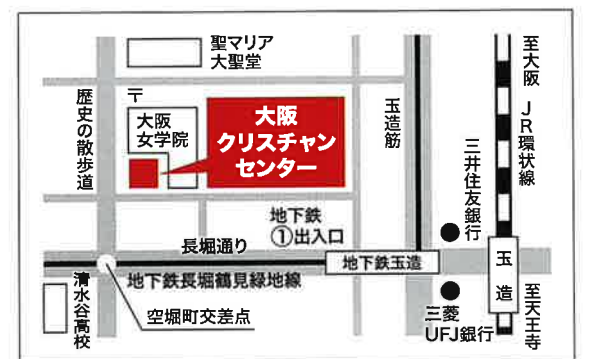 聖マリア
大聖堂
歴史の散歩道
〒
大阪
女学院
大阪
クリスチャン
センター
玉造筋
至大阪
JR環状線
三井住友銀行
地下鉄
①出入口
長堀通り
地下鉄玉造
玉造
地下鉄長堀鶴見緑地線
清水谷高校
空堀町交差点
三菱
UFJ銀行
至天王寺